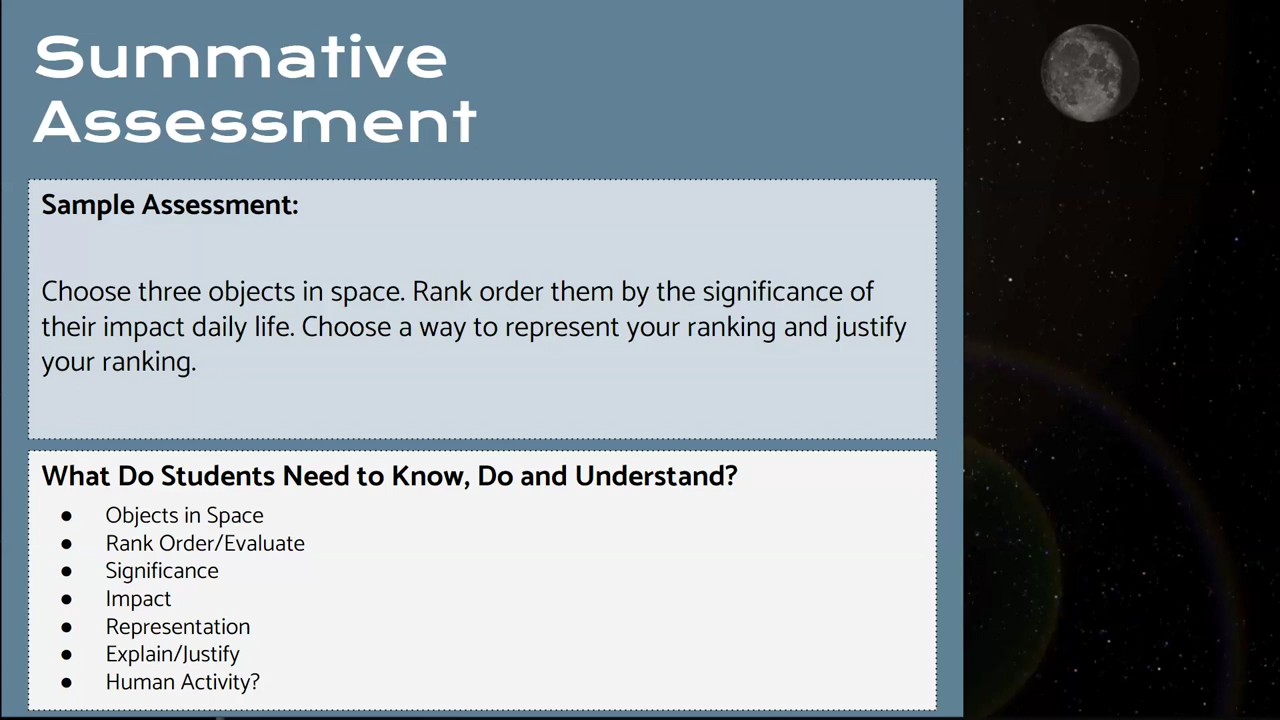 Summative
Assessment
Sample Assessment:
Choose three objects in space. Rank order them by the significance of
their impact daily life. Choose a way to represent your ranking and justify
your ranking.
What Do Students Need to Know, Do and Understand?
● Objects in Space
● Rank Order/Evaluate
● Significance
● Impact
● Representation
● Explain/Justify
● Human Activity?